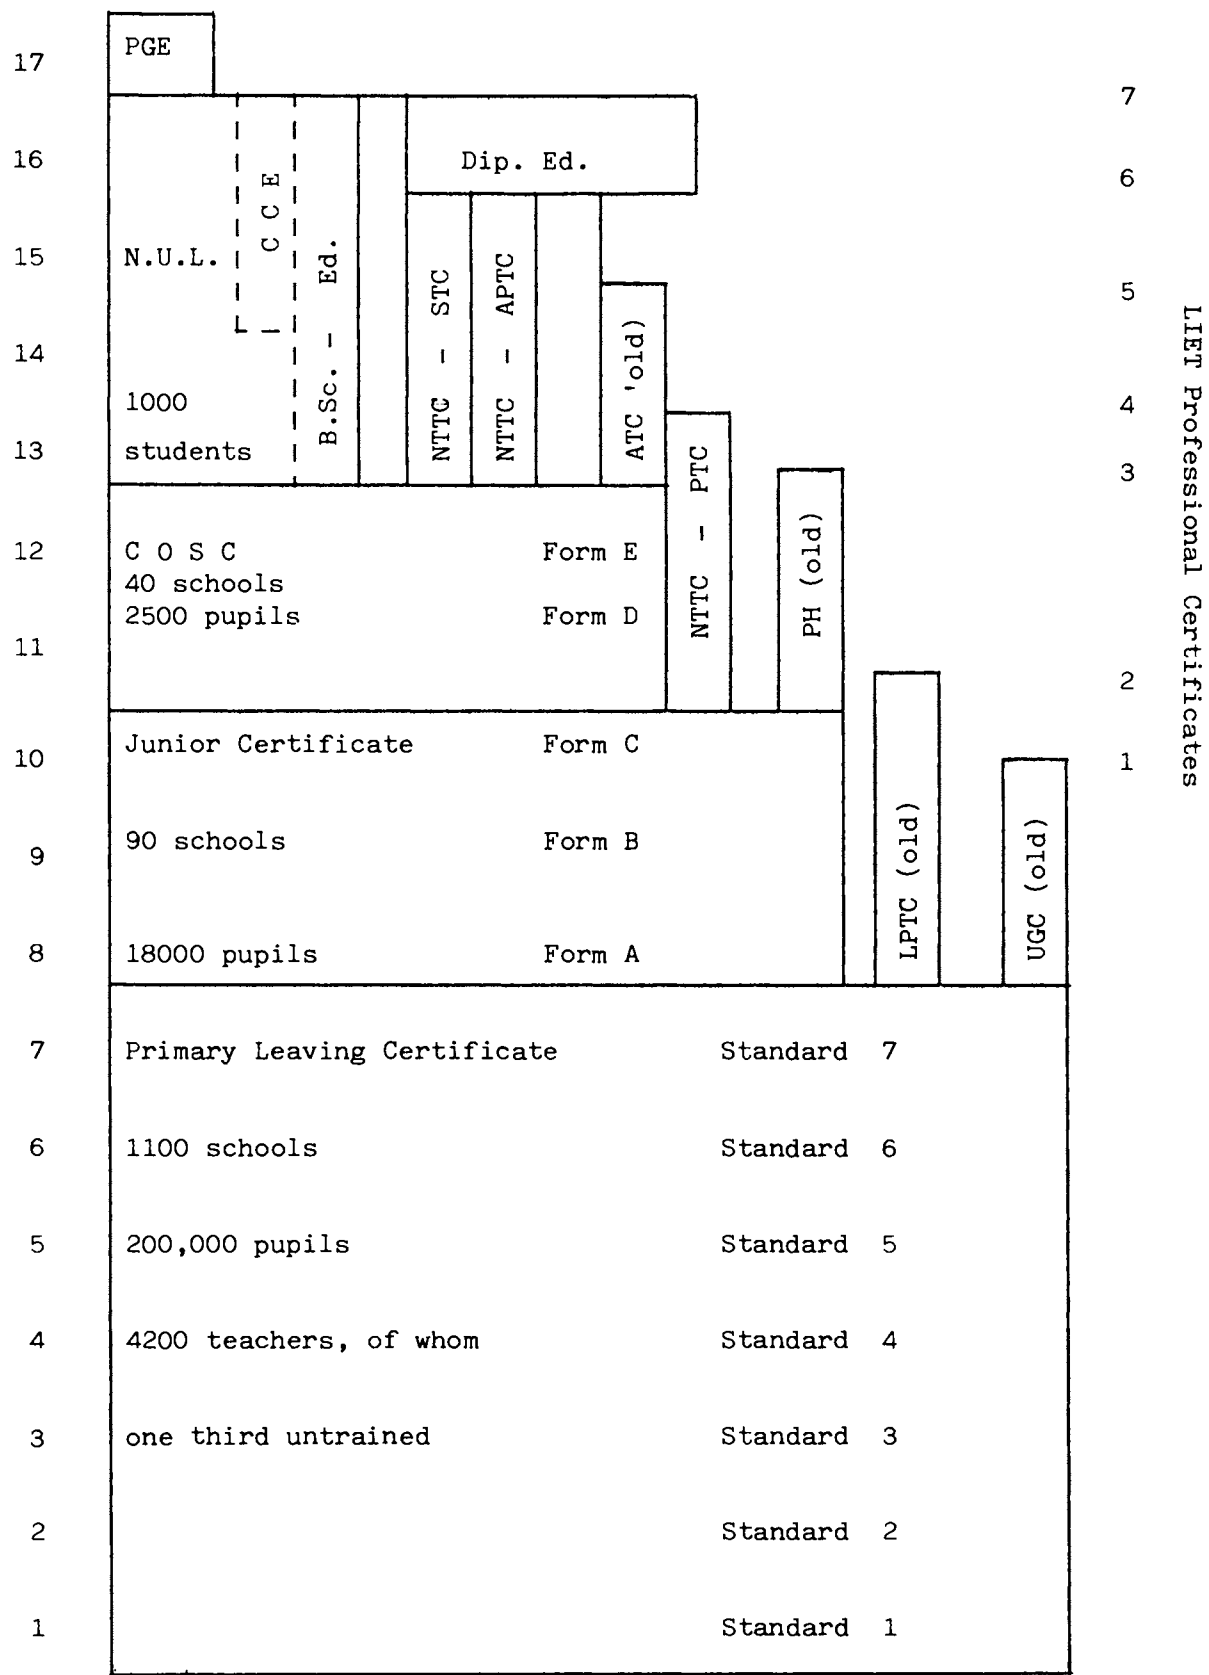 17 PGE
7
16 Dip. Ed. 6
C C E
15 N.U.L.
B.Sc. - Ed.
NTTC - STC
NTTC - APTC
5
ATC 'old)
14
1000 4
13 students 3
NTTC - PTC
PH (old)
12 C O S C Form E
40 schools
2500 pupils Form D
11
2
Junior Certificate Form C
10 1
LIET Professional Certificates
9 90 schools Form B
LPTC (old)
UGC (old)
8 18000 pupils Form A
7 Primary Leaving Certificate Standard 7
6 1100 schools Standard 6
5 200,000 pupils Standard 5
4 4200 teachers, of whom Standard 4
3 one third untrained Standard 3
2 Standard 2
1 Standard 1